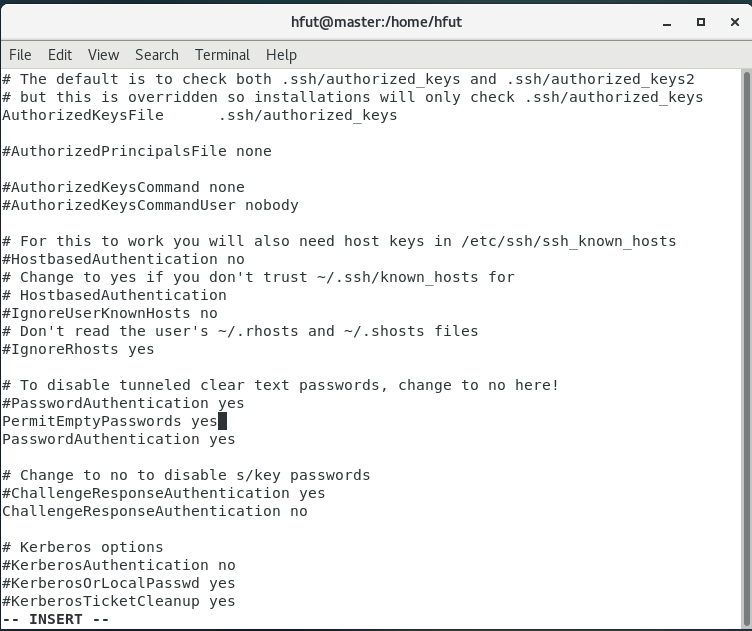 hfut@master:/home/hfut
File Edit View Search Terminal Help
# The default is to check both .ssh/authorized_keys and .ssh/authorized_keys2
# but this is overridden so installations will only check .ssh/authorized_keys
AuthorizedKeysFile      .ssh/authorized_keys

#AuthorizedPrincipalsFile none

#AuthorizedKeysCommand none
#AuthorizedKeysCommandUser nobody

# For this to work you will also need host keys in /etc/ssh/ssh_known_hosts
#HostbasedAuthentication no
# Change to yes if you don't trust ~/.ssh/known_hosts for
# HostbasedAuthentication
#IgnoreUserKnownHosts no
# Don't read the user's ~/.rhosts and ~/.shosts files
#IgnoreRhosts yes

# To disable tunneled clear text passwords, change to no here!
#PasswordAuthentication yes
PermitEmptyPasswords yes
PasswordAuthentication yes

# Change to no to disable s/key passwords
#ChallengeResponseAuthentication yes
ChallengeResponseAuthentication no

# Kerberos options
#KerberosAuthentication no
#KerberosOrLocalPasswd yes
#KerberosTicketCleanup yes
-- INSERT --